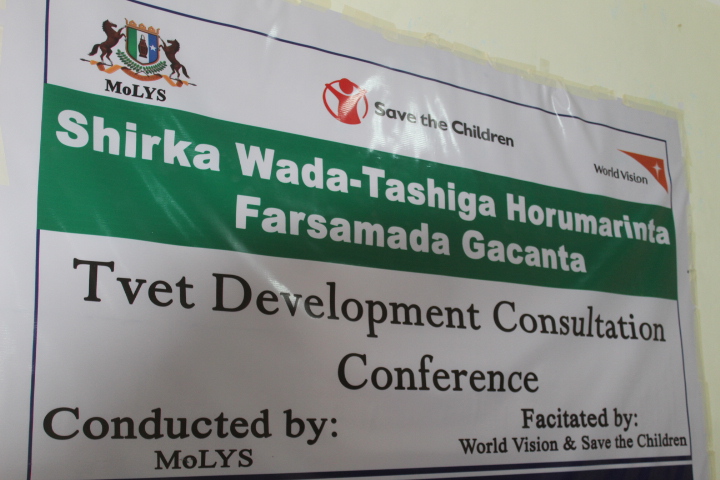 MoLYS
Save the Children
World Vision
Shirka Wada-Tashiga Horumarinta
Farsamada Gacanta
Tvet Development Consultation
Conference
Conducted by:
MoLYS
Facitated by:
World Vision & Save the Children